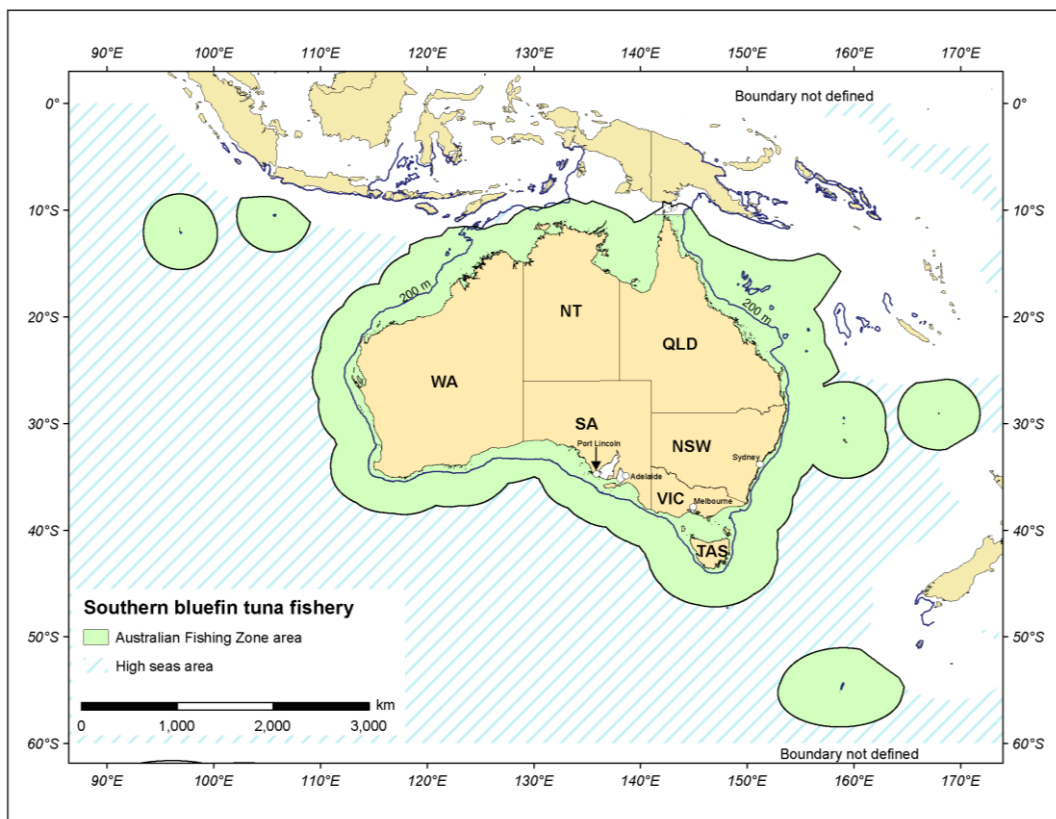 90°E 100°E 110°E 120°E 130°E 140°E 150°E 160°E 170°E
0° Boundary not defined 0°
10°S 10°S
200 m 200 m
20°S NT 20°S
QLD
WA
30°S SA 30°S
Port Lincoln NSW
Sydney
Adelaide
VIC Melbourne
40°S 40°S
TAS
Southern bluefin tuna fishery
Australian Fishing Zone area
50°S 50°S
High seas area
km
0 1,000 2,000 3,000
60°S Boundary not defined 60°S
90°E 100°E 110°E 120°E 130°E 140°E 150°E 160°E 170°E